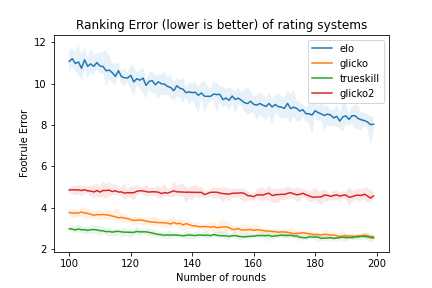 Ranking Error (lower is better) of rating systems
elo
glicko
trueskill
glicko2
Footrule Error
12
10
8
6
4
2
100
120
140
160
180
200
Number of rounds